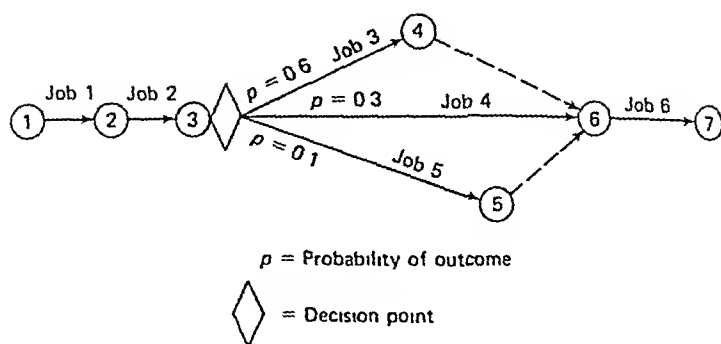 4
p = 0 6
Job 3
Job 1
Job 2
p = 0 3
Job 4
Job 6
1
2
3
6
7
p = 0 1
Job 5
5
p = Probability of outcome
= Decision point